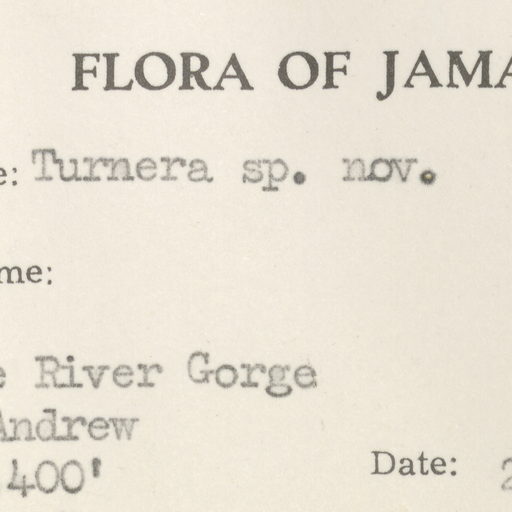 FLORA OF JAMA
e: Turnera sp. nov.
me:
e River Gorge
Andrew
400'
Date: 2